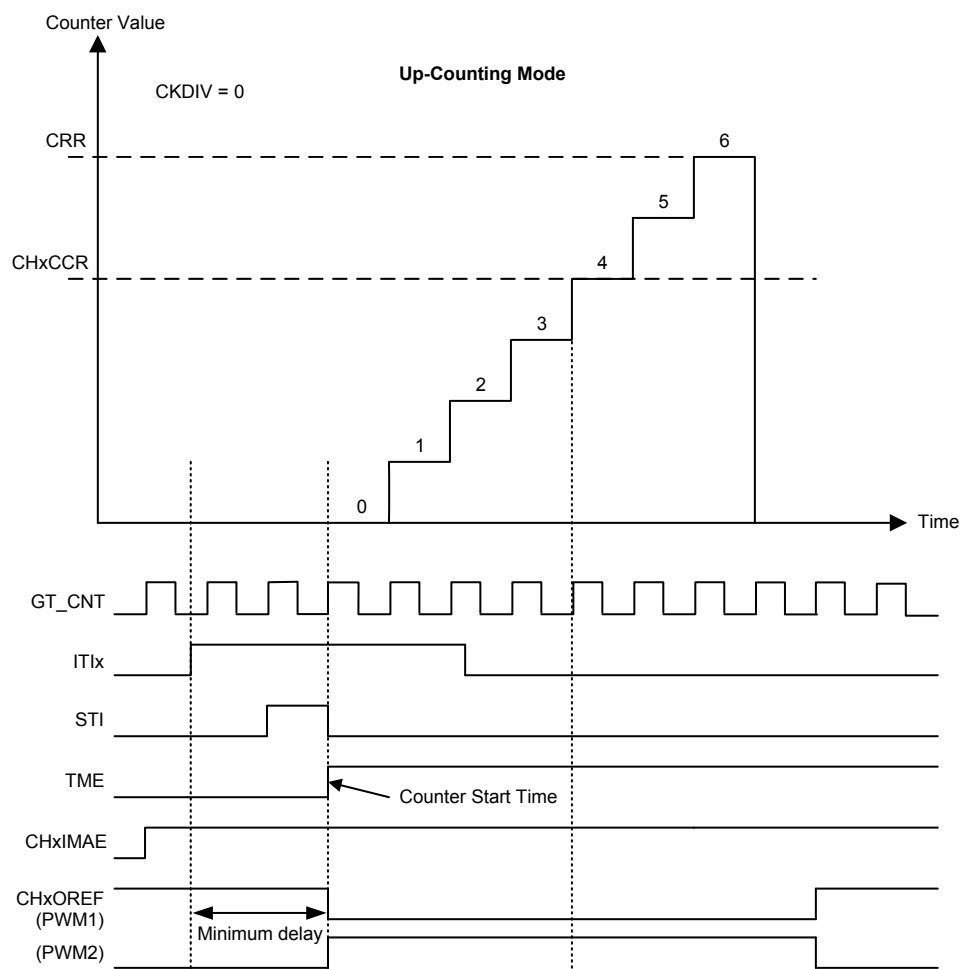 Counter Value
Up-Counting Mode
CKDIV = 0
CRR
6
5
CHxCCR
4
3
2
1
0
Time
GT_CNT
ITIx
STI
TME
Counter Start Time
CHxIMAE
CHxOREF
(PWM1)
Minimum delay
(PWM2)